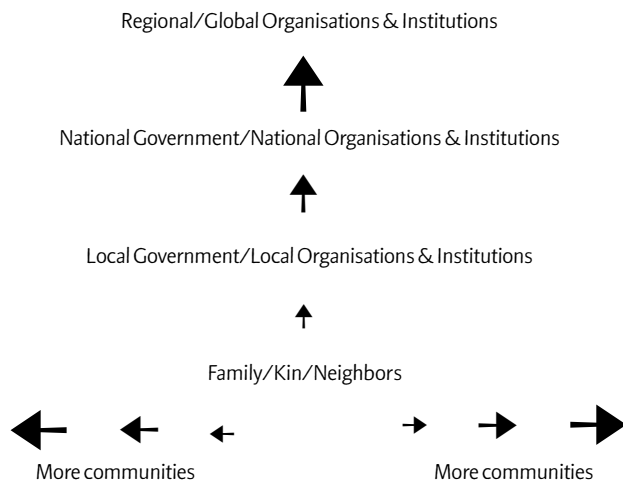 Regional/Global Organisations & Institutions
National Government/National Organisations & Institutions
Local Government/Local Organisations & Institutions
Family/Kin/Neighbors
More communities
More communities